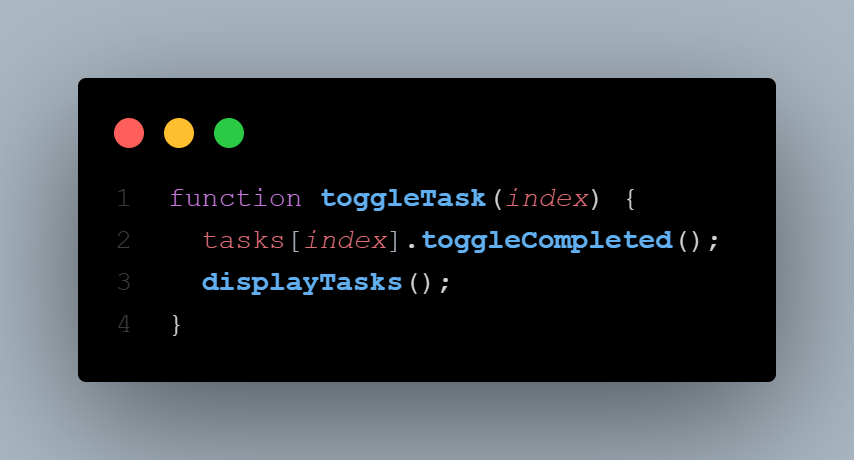 1 function toggleTask(index) {
2   tasks[index].toggleCompleted();
3   displayTasks();
4 }